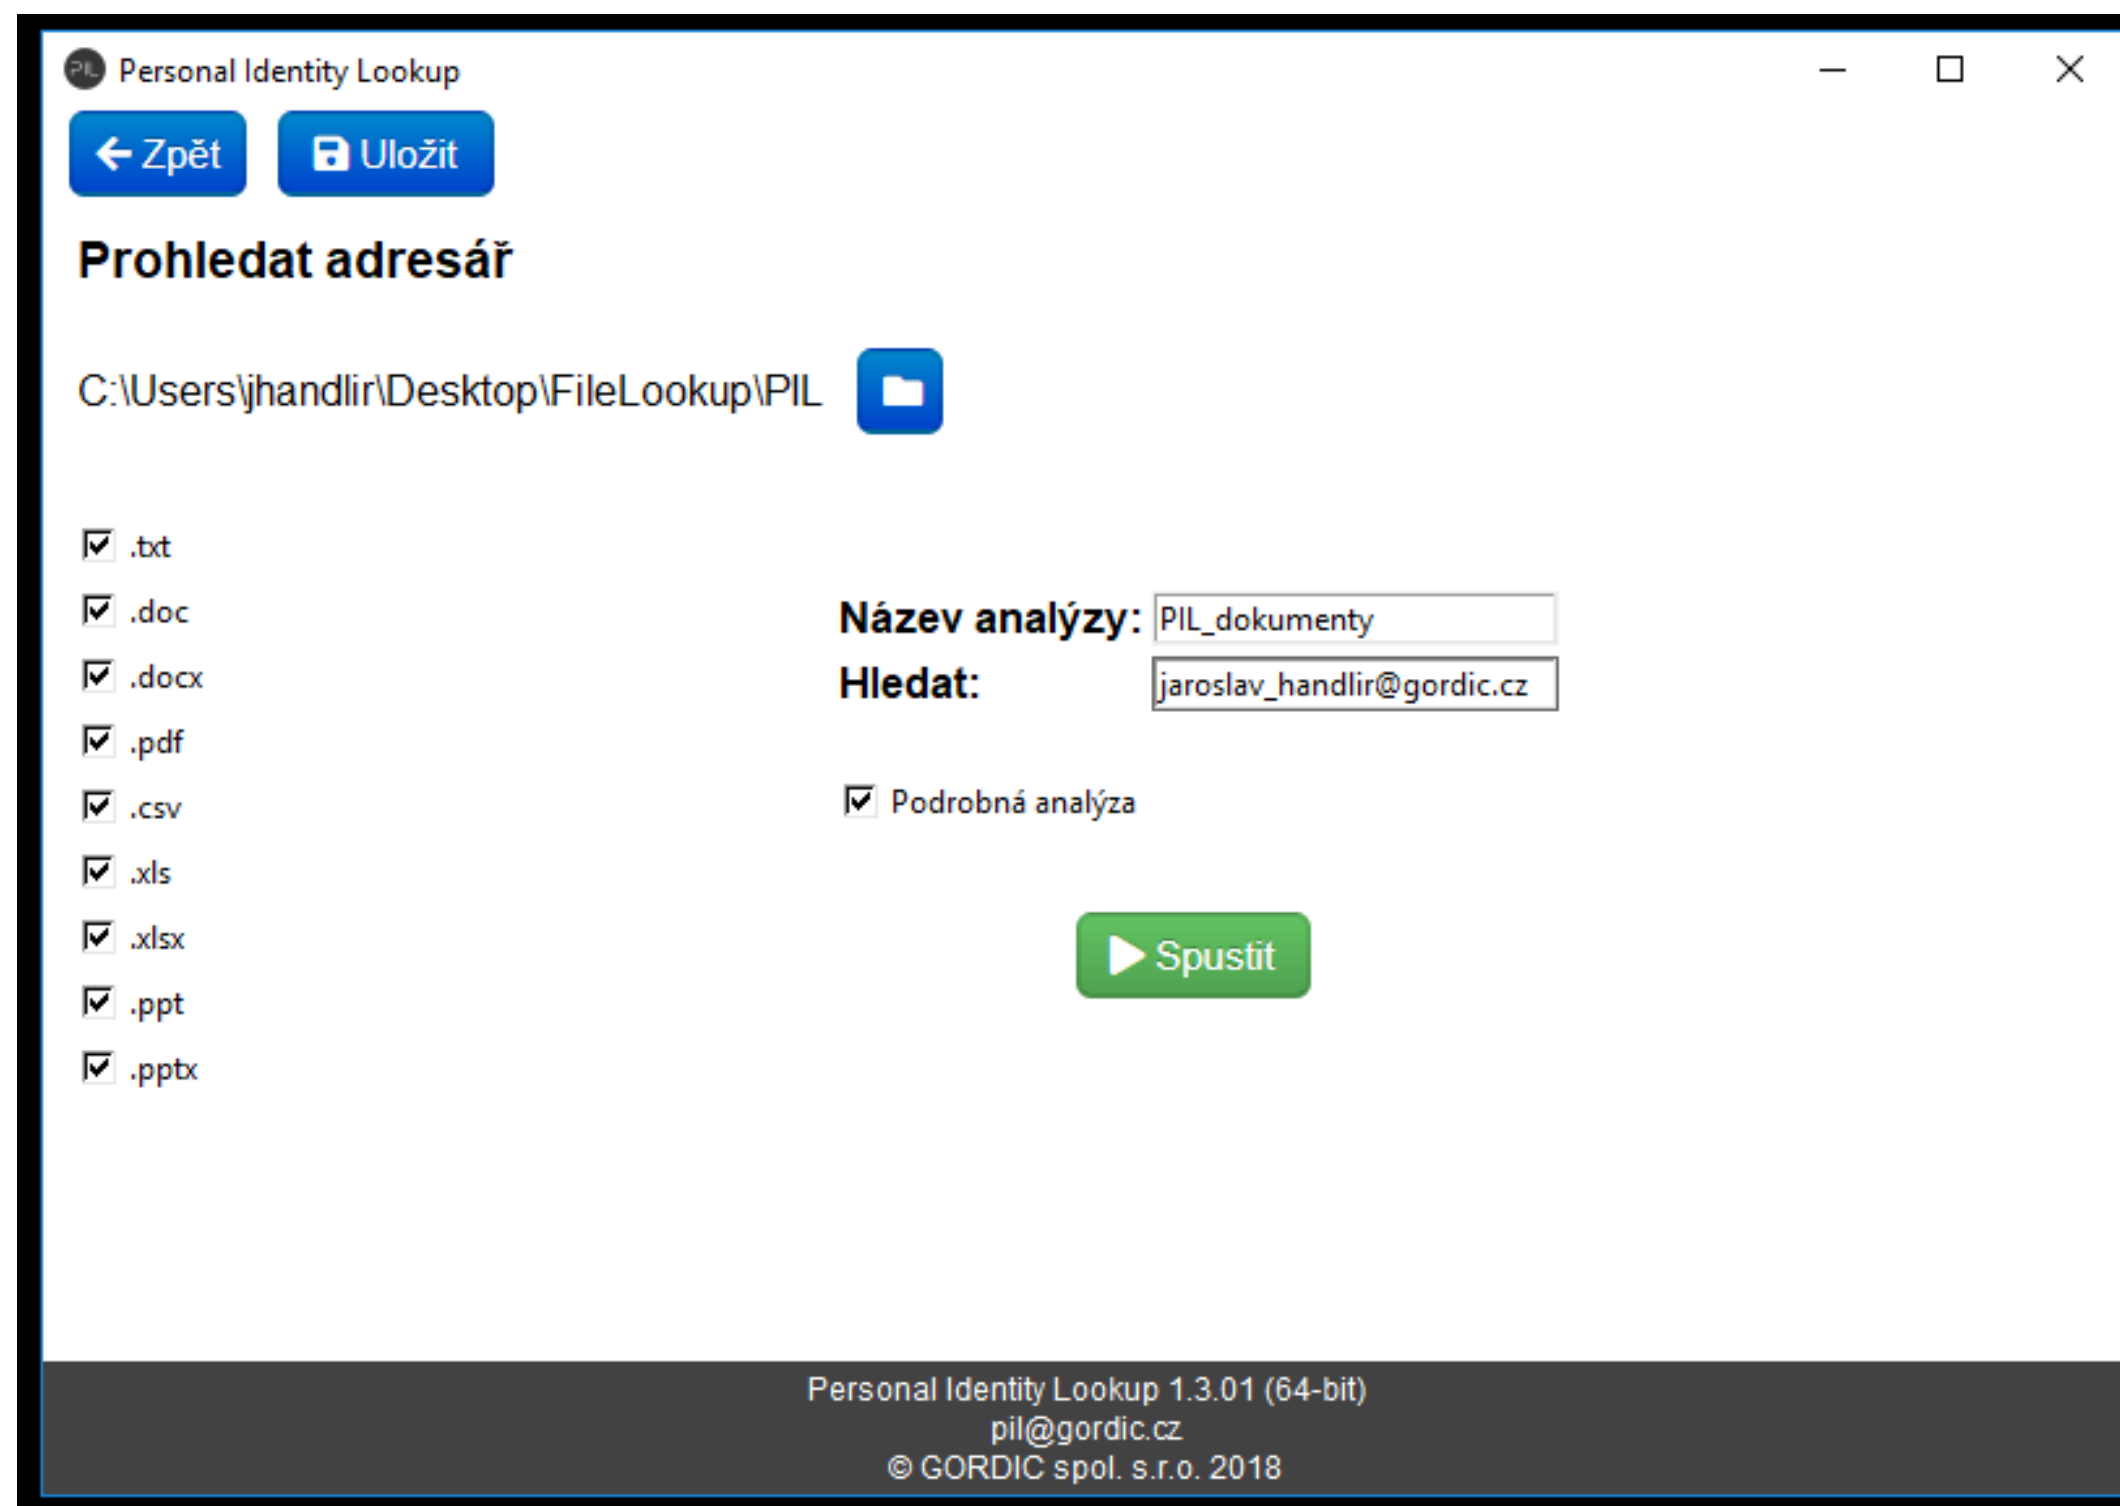 PIL Personal Identity Lookup
Zpět Uložit
Prohledat adresář
C:\Users\jhandlir\Desktop\FileLookup\PIL
.txt
.doc
.docx
.pdf
.csv
.xls
.xlsx
.ppt
.pptx
Název analýzy: PIL_dokumenty
Hledat: jaroslav_handlir@gordic.cz
Podrobná analýza
Spustit
Personal Identity Lookup 1.3.01 (64-bit)
pil@gordic.cz
© GORDIC spol. s.r.o. 2018